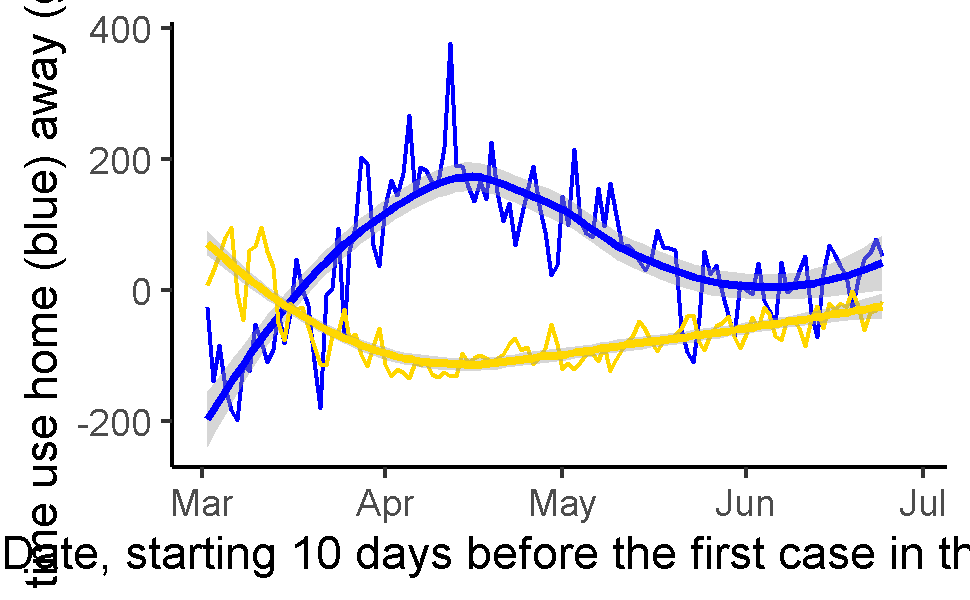 time use home (blue) away (
400
200
0
-200
Mar Apr May Jun Jul
Date, starting 10 days before the first case in th